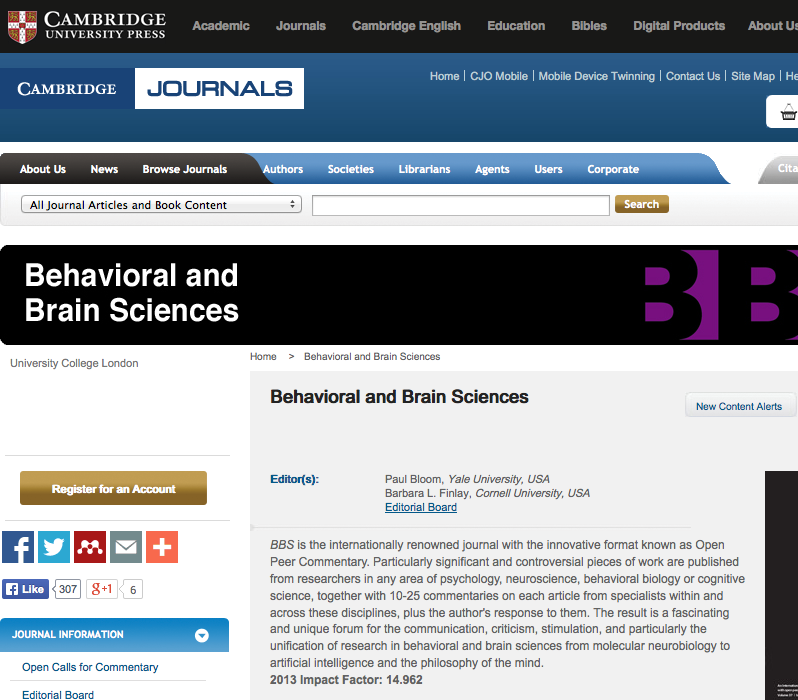 CAMBRIDGE
UNIVERSITY PRESS
Academic Journals Cambridge English Education Bibles Digital Products About Us
Home | CJO Mobile | Mobile Device Twinning | Contact Us | Site Map | He
CAMBRIDGE JOURNALS
About Us News Browse Journals Authors Societies Librarians Agents Users Corporate Cita
All Journal Articles and Book Content Search
Behavioral and
Brain Sciences
BB
University College London
Home > Behavioral and Brain Sciences
Behavioral and Brain Sciences
New Content Alerts
Register for an Account
Editor(s): Paul Bloom, Yale University, USA
Barbara L. Finlay, Cornell University, USA
Editorial Board
BBS is the internationally renowned journal with the innovative format known as Open
Peer Commentary. Particularly significant and controversial pieces of work are published
from researchers in any area of psychology, neuroscience, behavioral biology or cognitive
science, together with 10-25 commentaries on each article from specialists within and
across these disciplines, plus the author's response to them. The result is a fascinating
and unique forum for the communication, criticism, stimulation, and particularly the
unification of research in behavioral and brain sciences from molecular neurobiology to
artificial intelligence and the philosophy of the mind.
2013 Impact Factor: 14.962
Like 307 g+1 6
JOURNAL INFORMATION
Open Calls for Commentary
Editorial Board